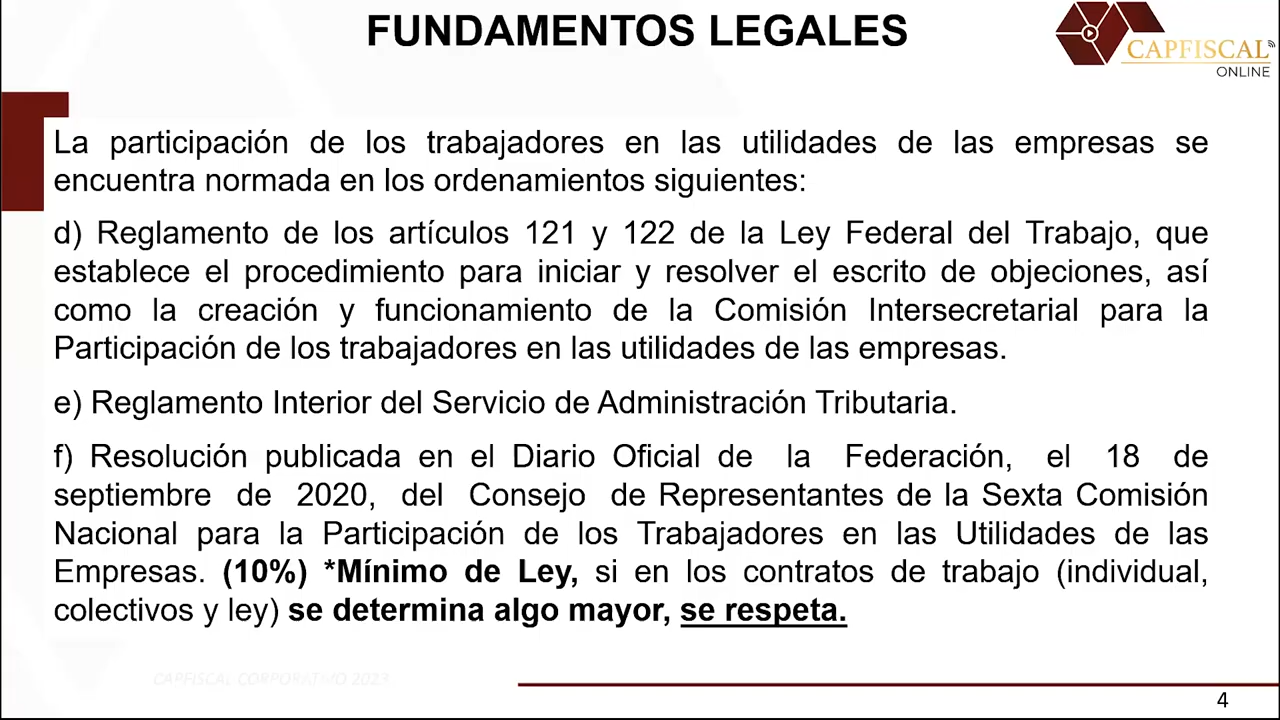 FUNDAMENTOS LEGALES
CAPFISCAL
ONLINE
La participación de los trabajadores en las utilidades de las empresas se
encuentra normada en los ordenamientos siguientes:
d) Reglamento de los artículos 121 y 122 de la Ley Federal del Trabajo, que
establece el procedimiento para iniciar y resolver el escrito de objeciones, así
como la creación y funcionamiento de la Comisión Intersecretarial para la
Participación de los trabajadores en las utilidades de las empresas.
e) Reglamento Interior del Servicio de Administración Tributaria.
f) Resolución publicada en el Diario Oficial de la Federación, el 18 de
septiembre de 2020, del Consejo de Representantes de la Sexta Comisión
Nacional para la Participación de los Trabajadores en las Utilidades de las
Empresas. (10%) *Mínimo de Ley, si en los contratos de trabajo (individual,
colectivos y ley) se determina algo mayor, se respeta.
CAPFISCAL CORPORATIVO 2023
4